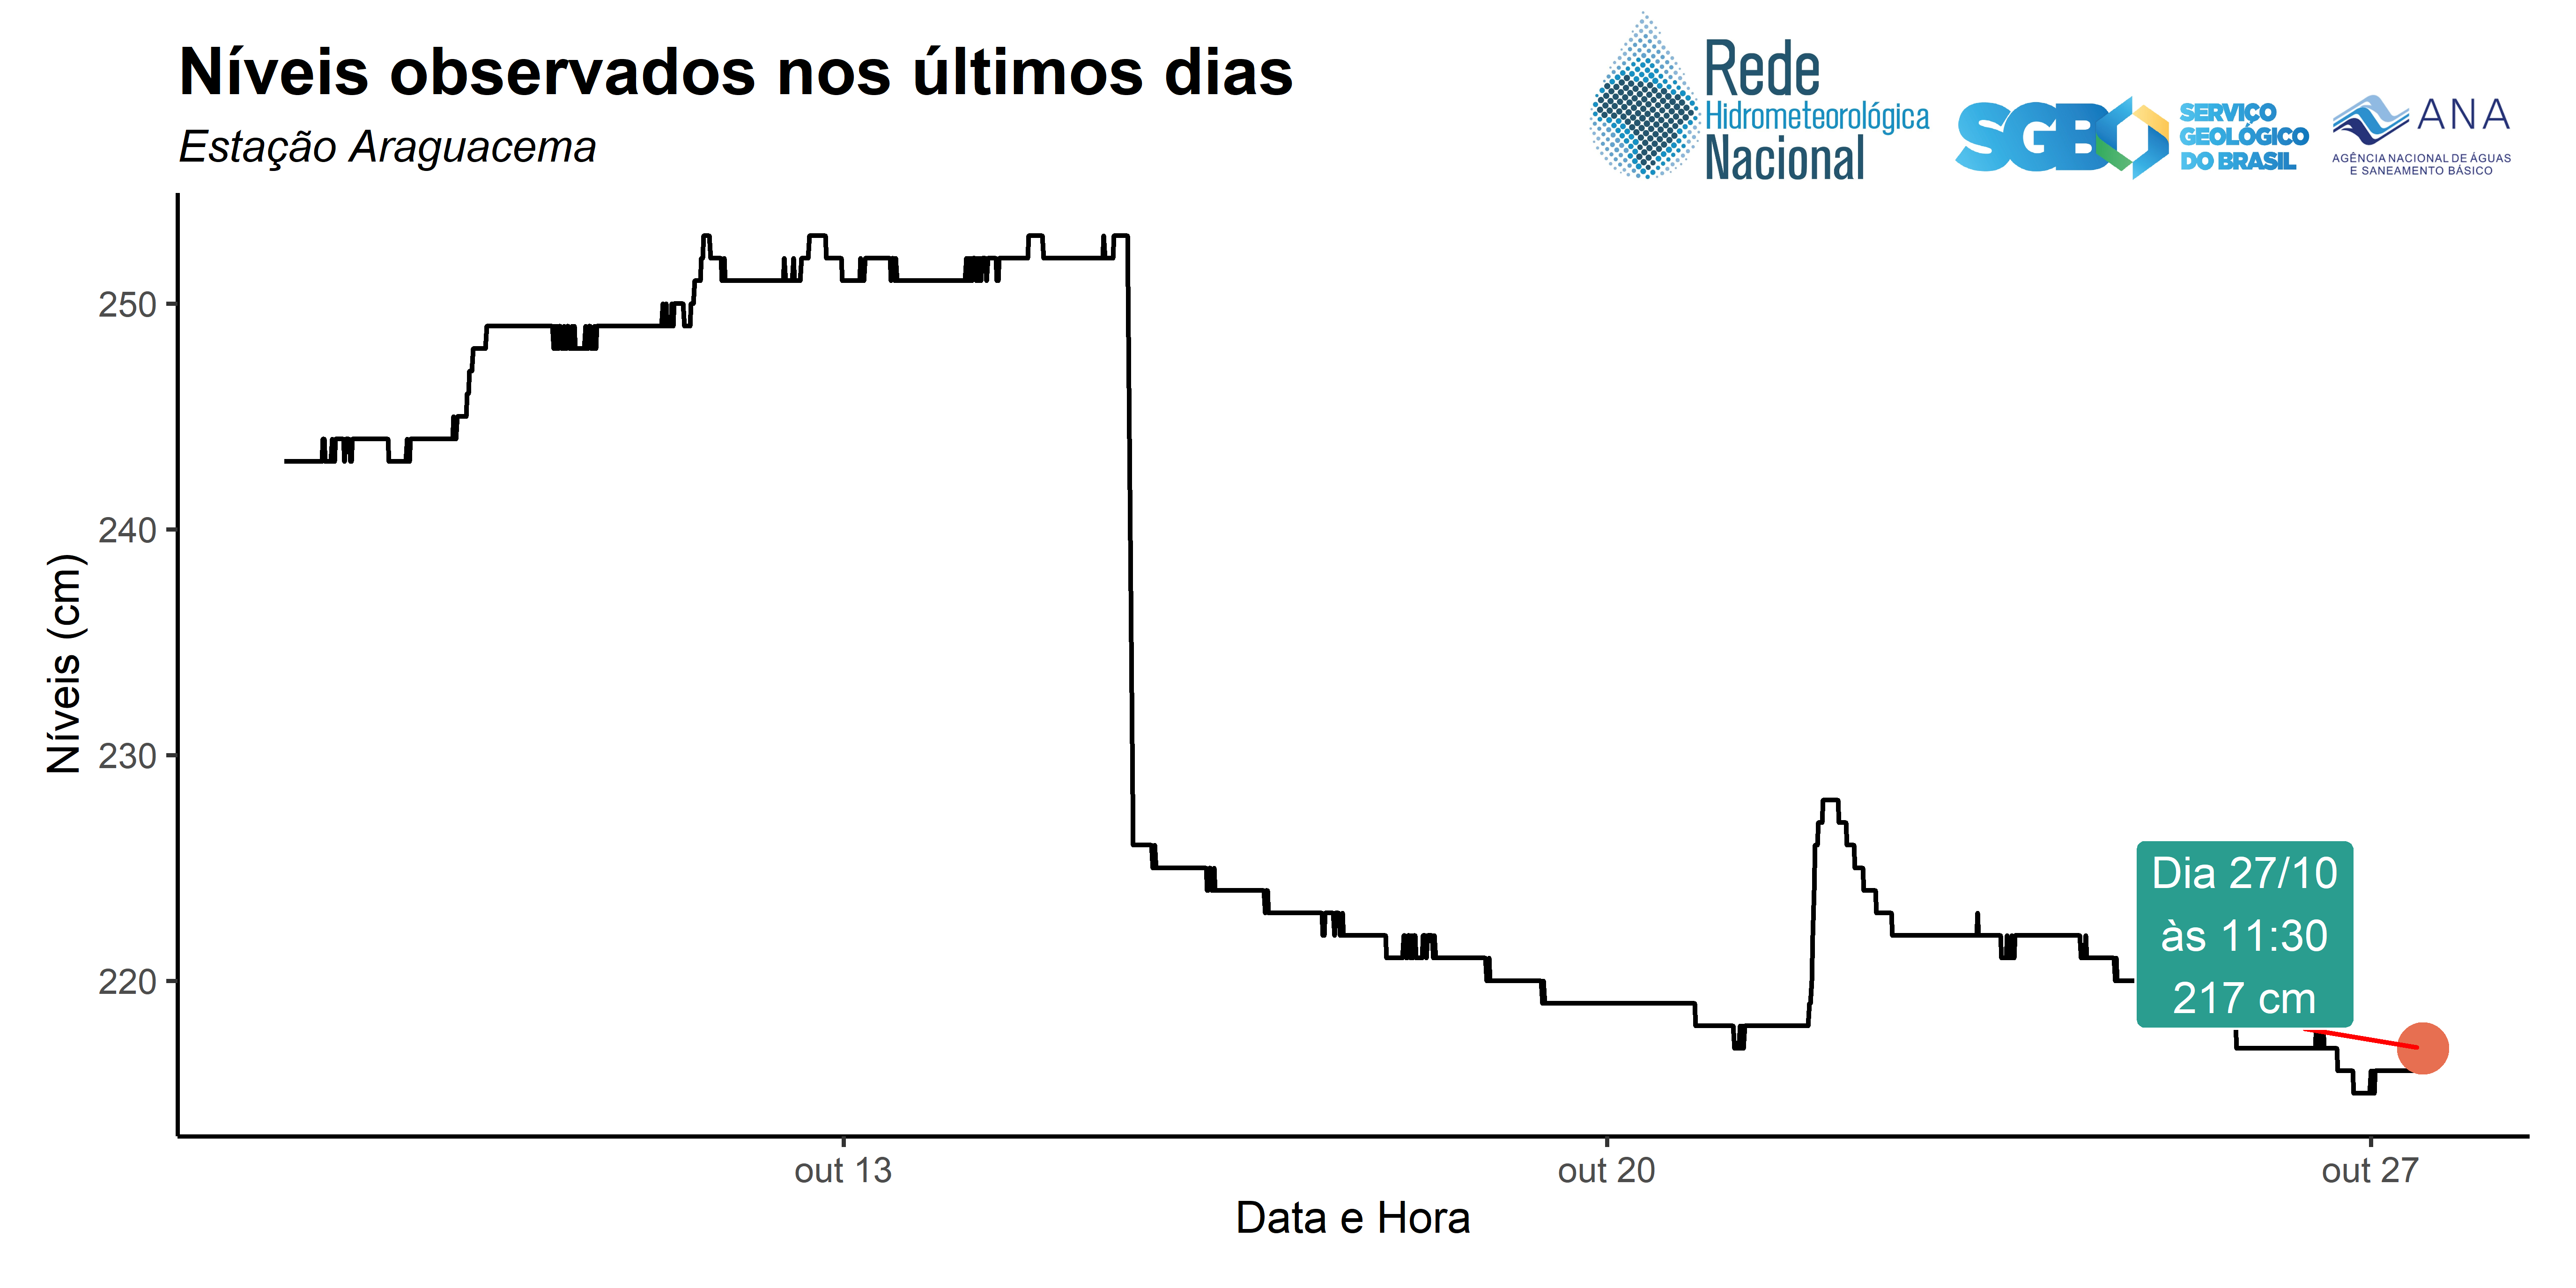 Níveis observados nos últimos dias
Estação Araguacema
Rede
Hidrometeorológica
Nacional
SGB
SERVIÇO
GEOLÓGICO
DO BRASIL
ANA
AGÊNCIA NACIONAL DE ÁGUAS
E SANEAMENTO BÁSICO
Níveis (cm)
250
240
230
220
Dia 27/10
às 11:30
217 cm
out 13
out 20
out 27
Data e Hora